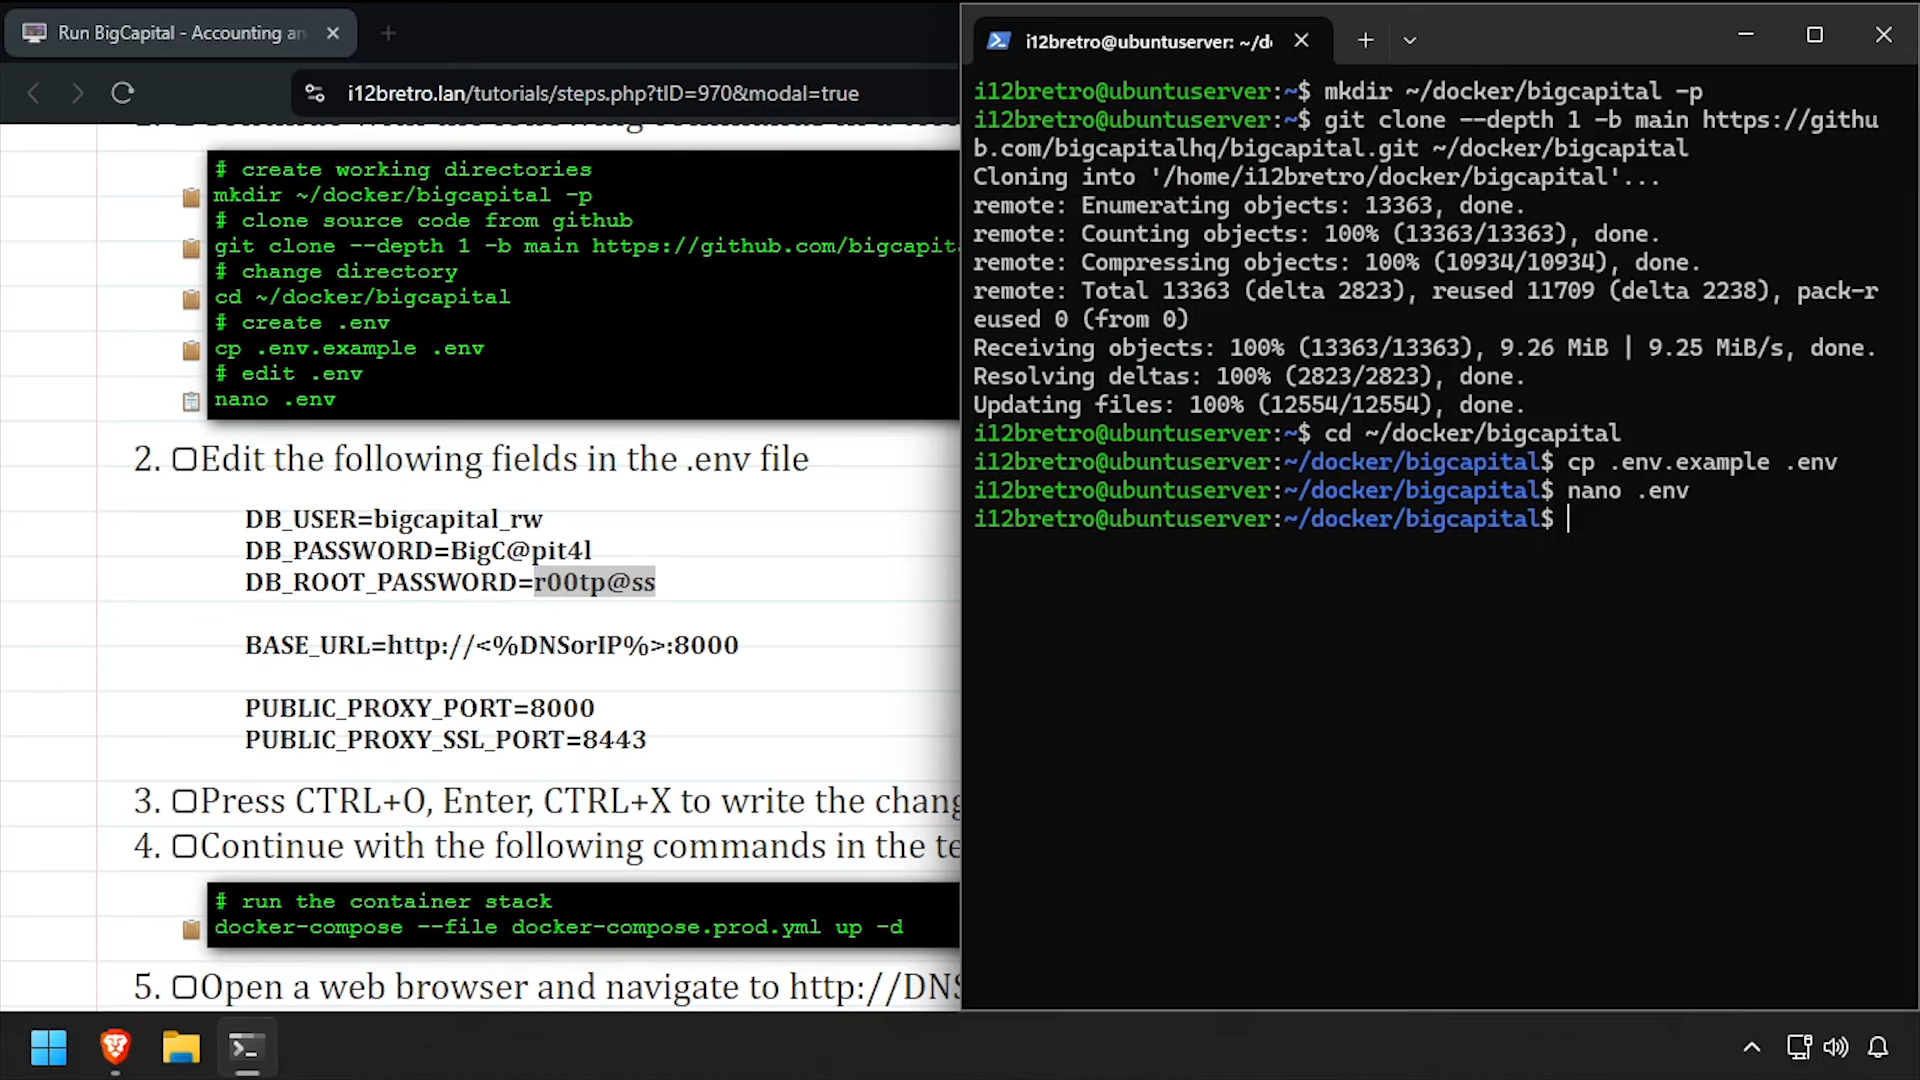 Run BigCapital - Accounting an
i12bretro.lan/tutorials/steps.php?tID=970&modal=true
# create working directories
mkdir ~/docker/bigcapital -p
# clone source code from github
git clone --depth 1 -b main https://github.com/bigcapita
# change directory
cd ~/docker/bigcapital
# create .env
cp .env.example .env
# edit .env
nano .env
2. Edit the following fields in the .env file
DB_USER=bigcapital_rw
DB_PASSWORD=BigC@pit4l
DB_ROOT_PASSWORD=r00tp@ss
BASE_URL=http://<%DNSorIP%>:8000
PUBLIC_PROXY_PORT=8000
PUBLIC_PROXY_SSL_PORT=8443
3. Press CTRL+O, Enter, CTRL+X to write the chang
4. Continue with the following commands in the te
# run the container stack
docker-compose --file docker-compose.prod.yml up -d
5. Open a web browser and navigate to http://DNS
i12bretro@ubuntuserver: ~/do
i12bretro@ubuntuserver:~$ mkdir ~/docker/bigcapital -p
i12bretro@ubuntuserver:~$ git clone --depth 1 -b main https://githu
b.com/bigcapitalhq/bigcapital.git ~/docker/bigcapital
Cloning into '/home/i12bretro/docker/bigcapital'...
remote: Enumerating objects: 13363, done.
remote: Counting objects: 100% (13363/13363), done.
remote: Compressing objects: 100% (10934/10934), done.
remote: Total 13363 (delta 2823), reused 11709 (delta 2238), pack-r
eused 0 (from 0)
Receiving objects: 100% (13363/13363), 9.26 MiB | 9.25 MiB/s, done.
Resolving deltas: 100% (2823/2823), done.
Updating files: 100% (12554/12554), done.
i12bretro@ubuntuserver:~$ cd ~/docker/bigcapital
i12bretro@ubuntuserver:~/docker/bigcapital$ cp .env.example .env
i12bretro@ubuntuserver:~/docker/bigcapital$ nano .env
i12bretro@ubuntuserver:~/docker/bigcapital$